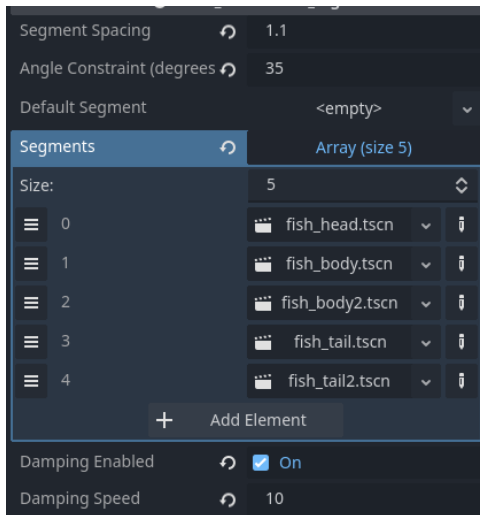 Segment Spacing 1.1
Angle Constraint (degrees 35
Default Segment <empty>
Segments Array (size 5)
Size: 5
0 fish_head.tscn
1 fish_body.tscn
2 fish_body2.tscn
3 fish_tail.tscn
4 fish_tail2.tscn
+ Add Element
Damping Enabled On
Damping Speed 10